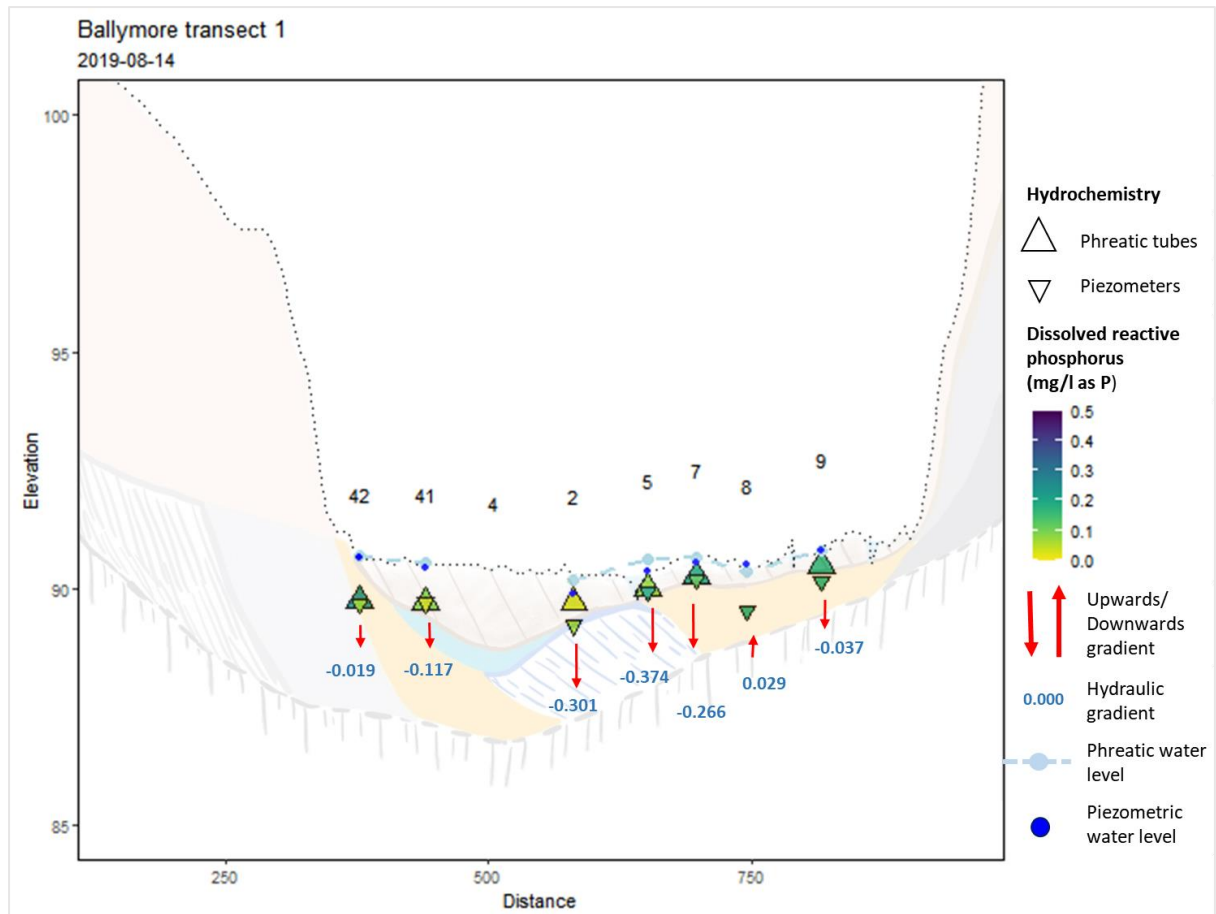 Ballymore transect 1
2019-08-14
100
95
90
85
Elevation
42
41
4
2
5
7
8
9
-0.019
-0.117
-0.301
-0.374
-0.266
0.029
-0.037
250
500
750
Distance
Hydrochemistry
Phreatic tubes
Piezometers
Dissolved reactive
phosphorus
(mg/l as P)
0.5
0.4
0.3
0.2
0.1
0.0
Upwards/
Downwards
gradient
0.000
Hydraulic
gradient
Phreatic water
level
Piezometric
water level